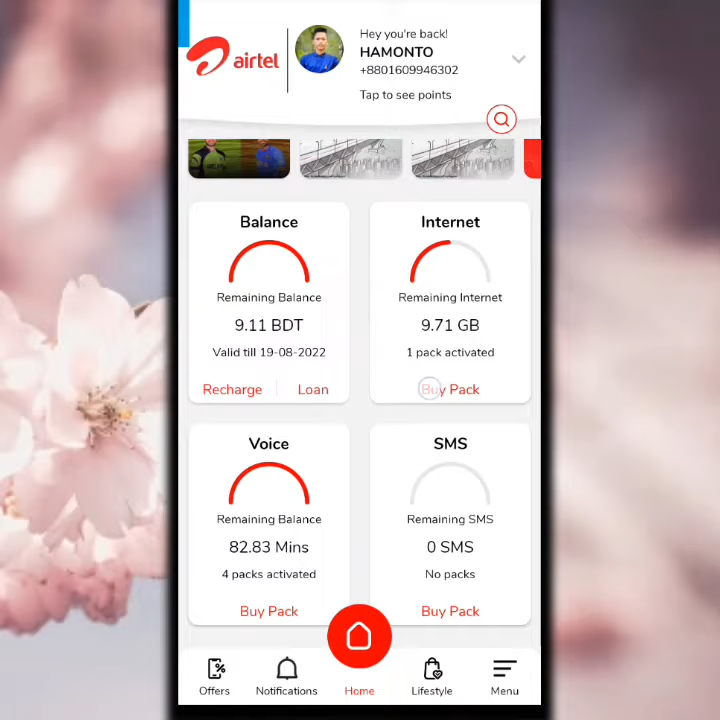 airtel
Hey you're back!
HAMONTO
+8801609946302
Tap to see points
Balance
Remaining Balance
9.11 BDT
Valid till 19-08-2022
Recharge
Loan
Internet
Remaining Internet
9.71 GB
1 pack activated
Buy Pack
Voice
Remaining Balance
82.83 Mins
4 packs activated
Buy Pack
SMS
Remaining SMS
0 SMS
No packs
Buy Pack
Offers
Notifications
Home
Lifestyle
Menu